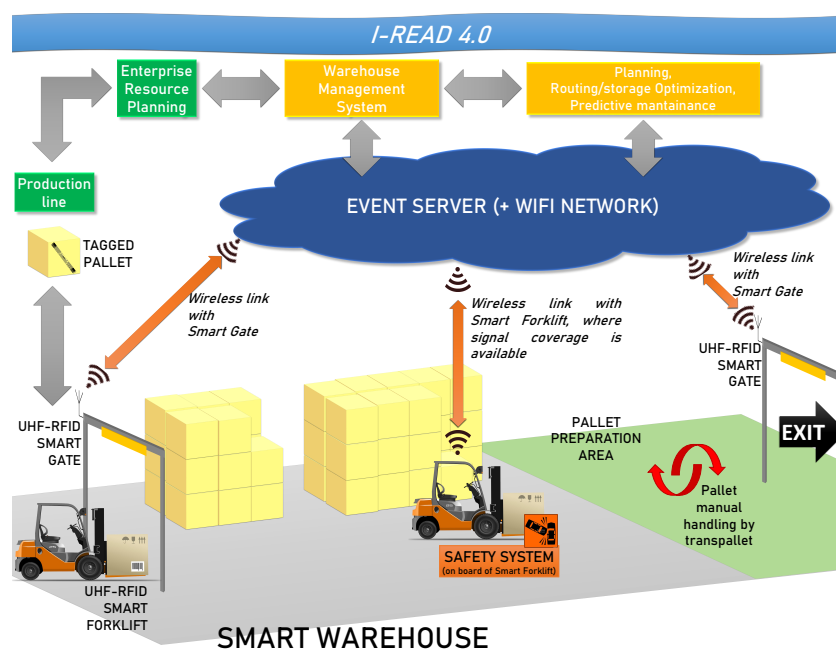 I-READ 4.0
Enterprise
Resource
Planning
Warehouse
Management
System
Planning,
Routing/storage Optimization,
Predictive mantainance
Production
line
EVENT SERVER (+ WIFI NETWORK)
TAGGED
PALLET
Wireless link
with
Smart Gate
Wireless link with
Smart Forklift, where
signal coverage is
available
Wireless link
with
Smart Gate
UHF-RFID
SMART
GATE
UHF-RFID
SMART
GATE
PALLET
PREPARATION
AREA
EXIT
Pallet
manual
handling by
transpallet
SAFETY SYSTEM
(on board of Smart Forklift)
UHF-RFID
SMART
FORKLIFT
SMART WAREHOUSE